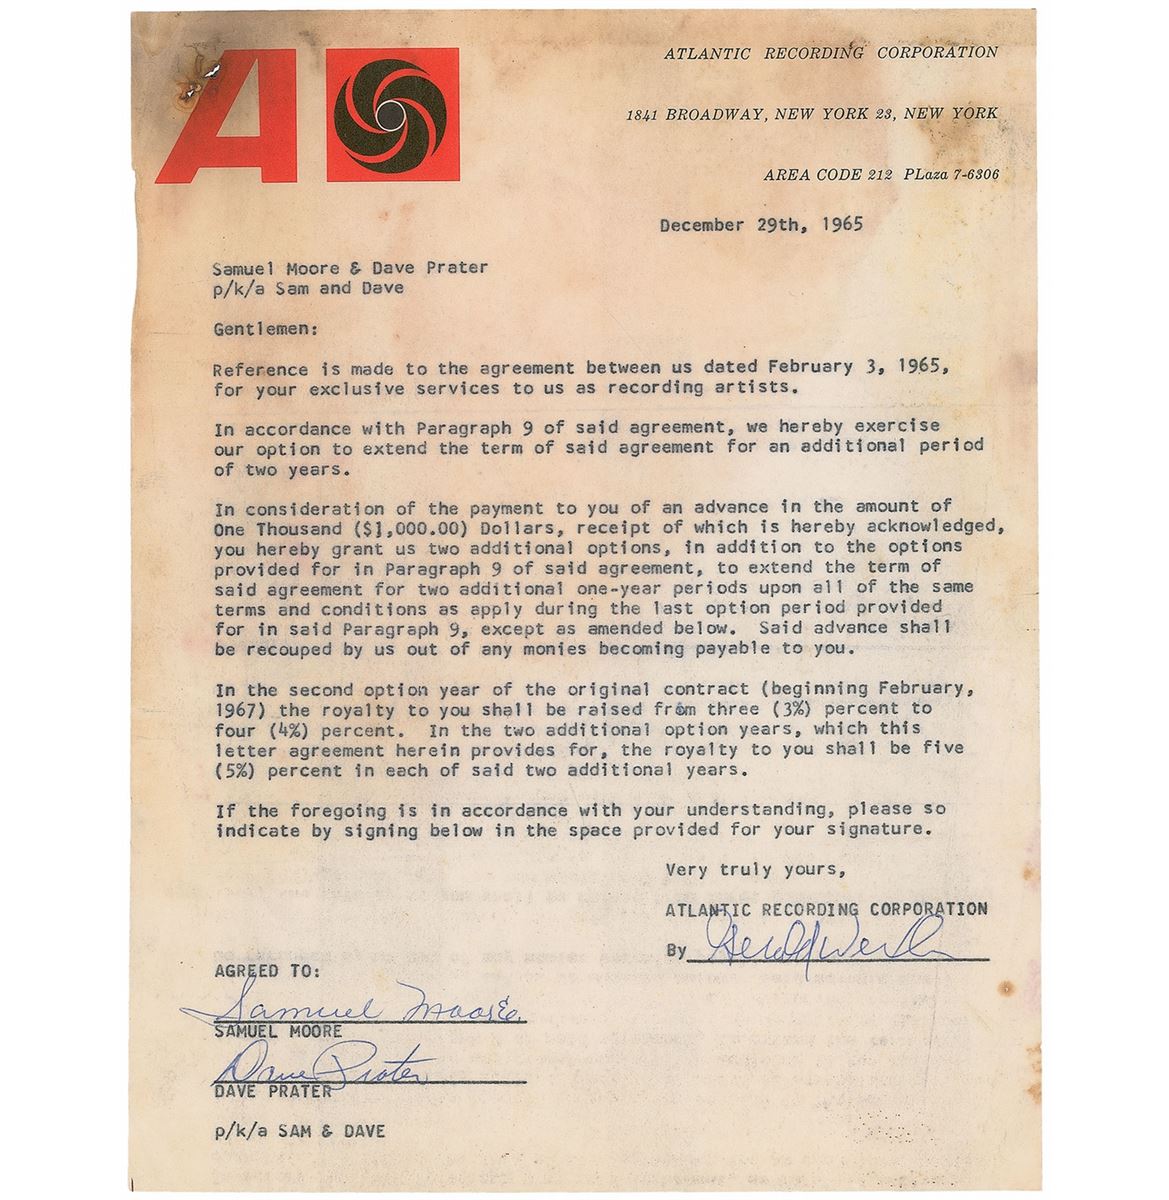 A
ATLANTIC RECORDING CORPORATION
1841 BROADWAY, NEW YORK 23, NEW YORK
AREA CODE 212 PLaza 7-6306
December 29th, 1965
Samuel Moore & Dave Prater
p/k/a Sam and Dave
Gentlemen:
Reference is made to the agreement between us dated February 3, 1965,
for your exclusive services to us as recording artists.
In accordance with Paragraph 9 of said agreement, we hereby exercise
our option to extend the term of said agreement for an additional period
of two years.
In consideration of the payment to you of an advance in the amount of
One Thousand ($1,000.00) Dollars, receipt of which is hereby acknowledged,
you hereby grant us two additional options, in addition to the options
provided for in Paragraph 9 of said agreement, to extend the term of
said agreement for two additional one-year periods upon all of the same
terms and conditions as apply during the last option period provided
for in said Paragraph 9, except as amended below. Said advance shall
be recouped by us out of any monies becoming payable to you.
In the second option year of the original contract (beginning February,
1967) the royalty to you shall be raised from three (3%) percent to
four (4%) percent. In the two additional option years, which this
letter agreement herein provides for, the royalty to you shall be five
(5%) percent in each of said two additional years.
If the foregoing is in accordance with your understanding, please so
indicate by signing below in the space provided for your signature.
Very truly yours,
ATLANTIC RECORDING CORPORATION
By
AGREED TO:
Samuel Moore
SAMUEL MOORE
Dave Prater
DAVE PRATER
p/k/a SAM & DAVE